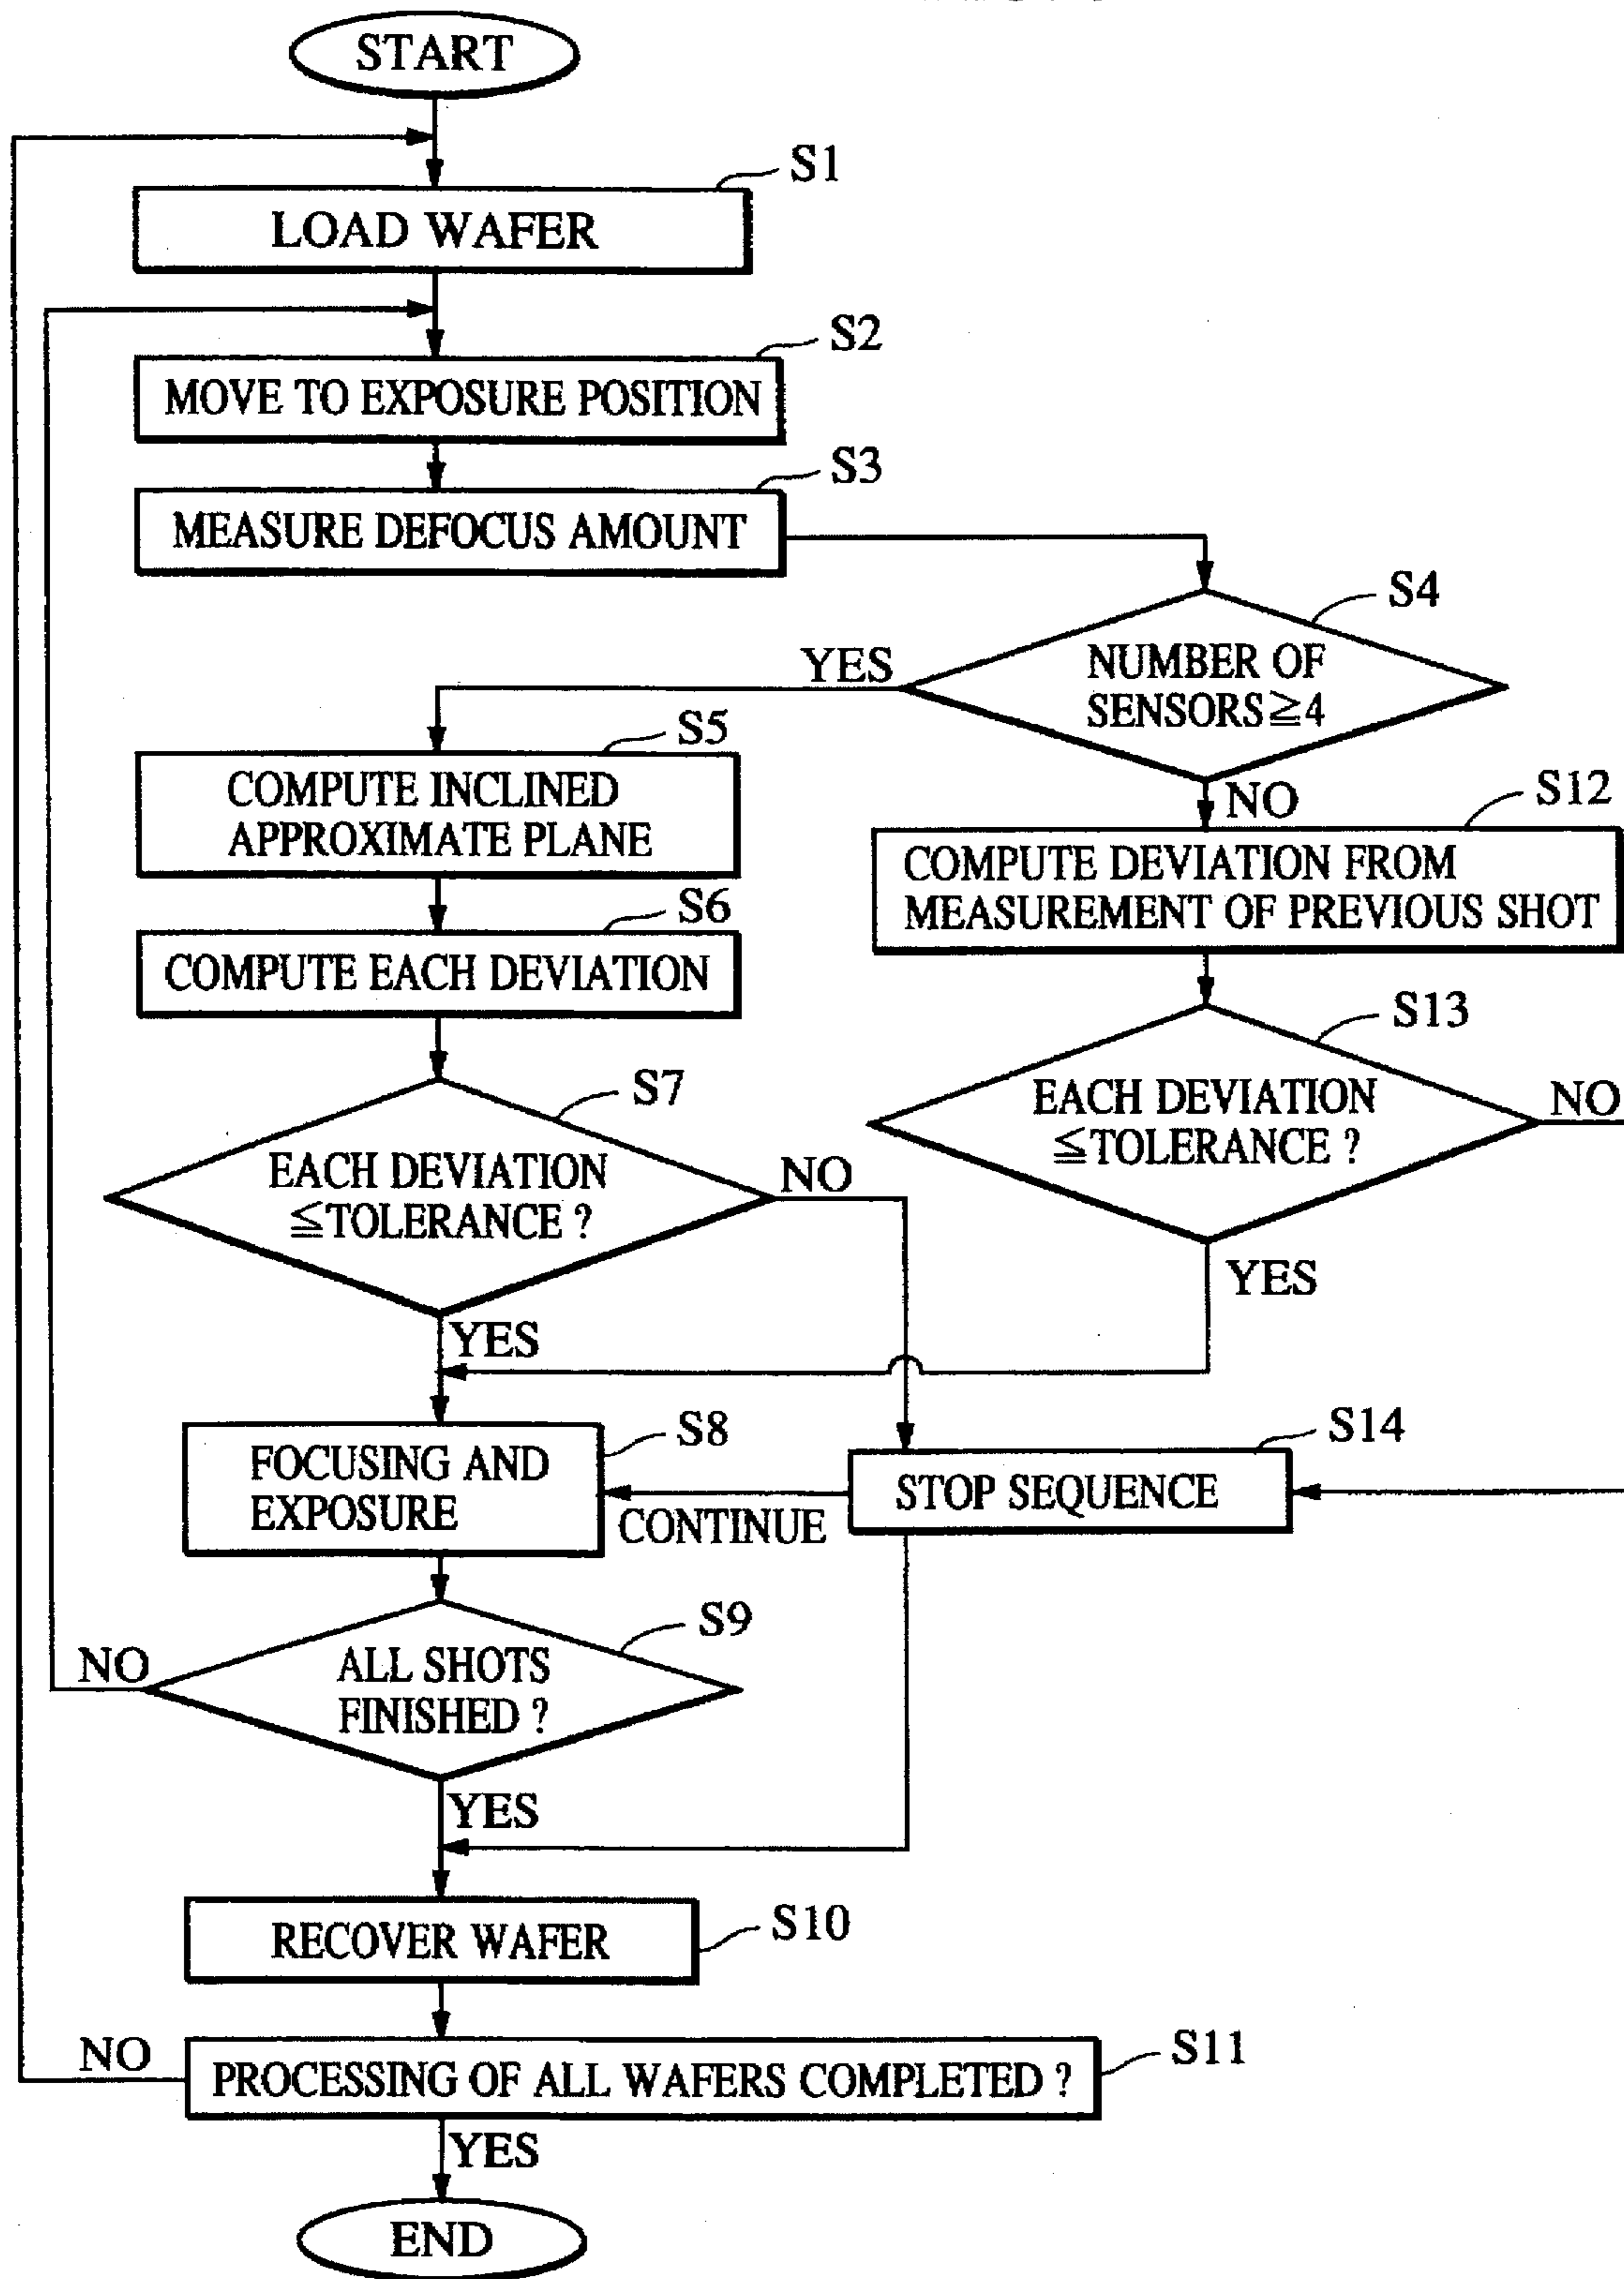 START
S1
LOAD WAFER
S2
MOVE TO EXPOSURE POSITION
S3
MEASURE DEFOCUS AMOUNT
S4
NUMBER OF
SENSORS≧4
YES
NO
S5
COMPUTE INCLINED
APPROXIMATE PLANE
S12
COMPUTE DEVIATION FROM
MEASUREMENT OF PREVIOUS SHOT
S6
COMPUTE EACH DEVIATION
S13
EACH DEVIATION
≦TOLERANCE ?
NO
YES
S7
EACH DEVIATION
≦TOLERANCE ?
NO
YES
S8
FOCUSING AND
EXPOSURE
S14
STOP SEQUENCE
CONTINUE
S9
ALL SHOTS
FINISHED ?
NO
YES
S10
RECOVER WAFER
S11
PROCESSING OF ALL WAFERS COMPLETED ?
NO
YES
END